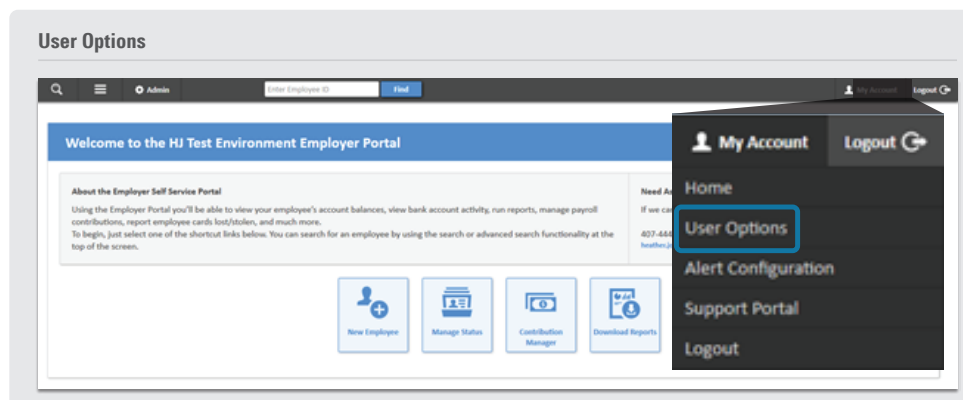 User Options
Admin
Enter Employee ID
Find
My Account
Logout
Welcome to the HJ Test Environment Employer Portal
About the Employer Self Service Portal
Using the Employer Portal you'll be able to view your employee's account balances, view bank account activity, run reports, manage payroll
contributions, report employee cards lost/stolen, and much more.
To begin, just select one of the shortcut links below. You can search for an employee by using the search or advanced search functionality at the
top of the screen.
Need
If we
407-444
New Employee
Manage Status
Contribution
Manager
Download Reports
My Account
Logout
Home
User Options
Alert Configuration
Support Portal
Logout